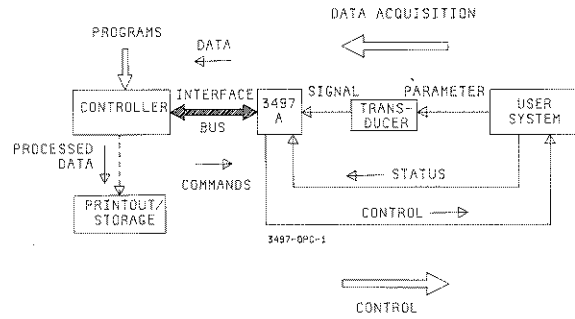 DATA ACQUISITION
PROGRAMS
DATA
INTERFACE
SIGNAL
PARAMETER
CONTROLLER
3497
A
TRANS-
DUCER
USER
SYSTEM
BUS
PROCESSED
DATA
COMMANDS
STATUS
PRINTOUT/
STORAGE
CONTROL
3497-OPG-1
CONTROL